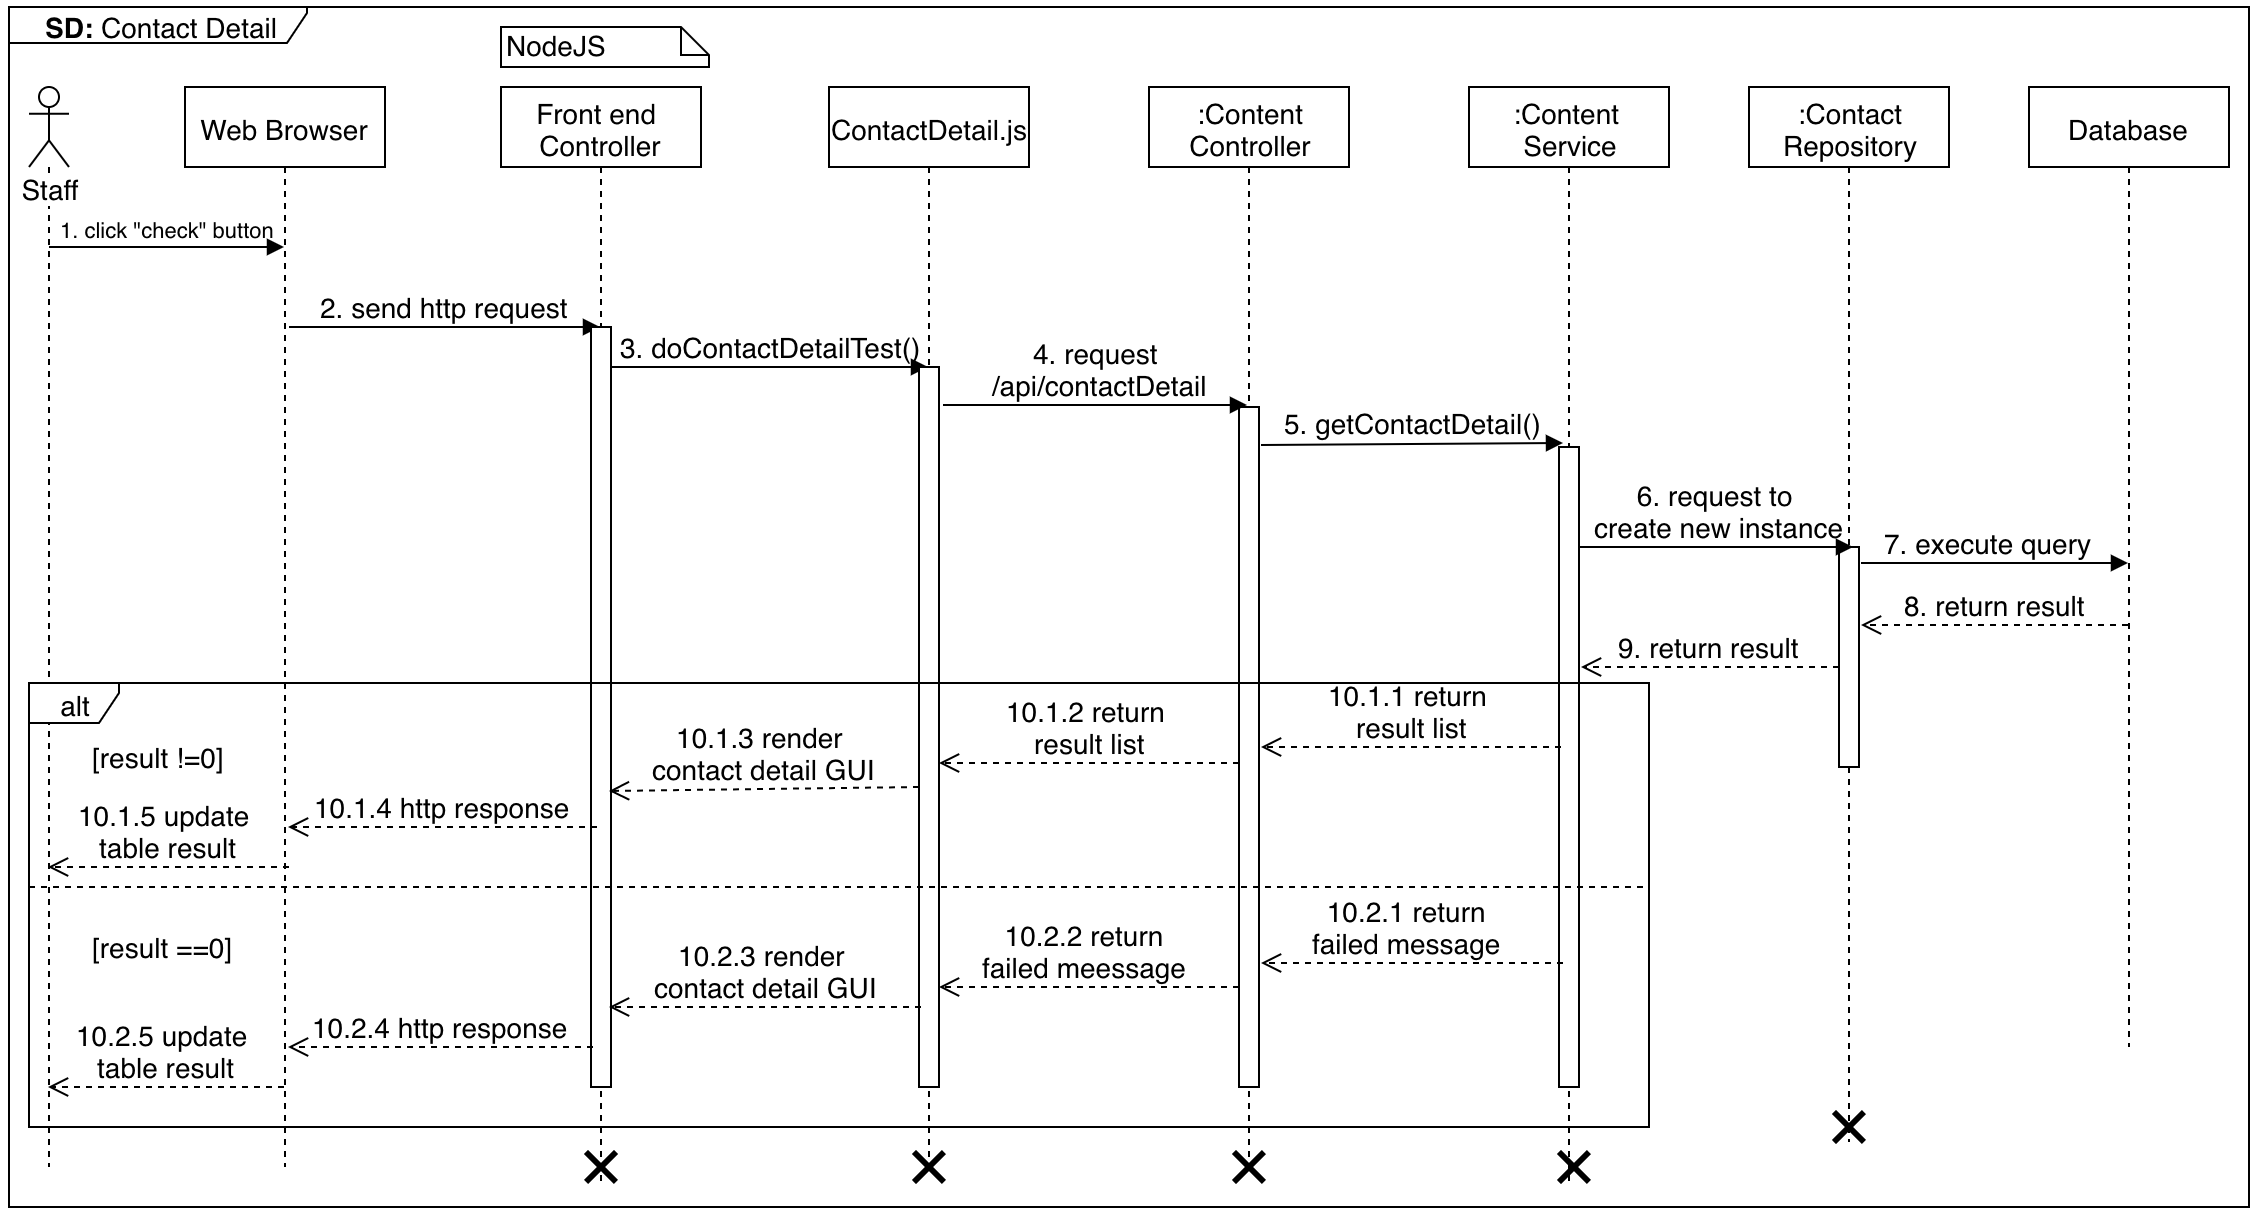 SD: Contact Detail
NodeJS
Staff
Web Browser
Front end
Controller
ContactDetail.js
:Content
Controller
:Content
Service
:Contact
Repository
Database
1. click "check" button
2. send http request
3. doContactDetailTest()
4. request
/api/contactDetail
5. getContactDetail()
6. request to
create new instance
7. execute query
8. return result
9. return result
alt
[result !=0]
10.1.1 return
result list
10.1.2 return
result list
10.1.3 render
contact detail GUI
10.1.4 http response
10.1.5 update
table result
[result ==0]
10.2.1 return
failed message
10.2.2 return
failed meessage
10.2.3 render
contact detail GUI
10.2.4 http response
10.2.5 update
table result